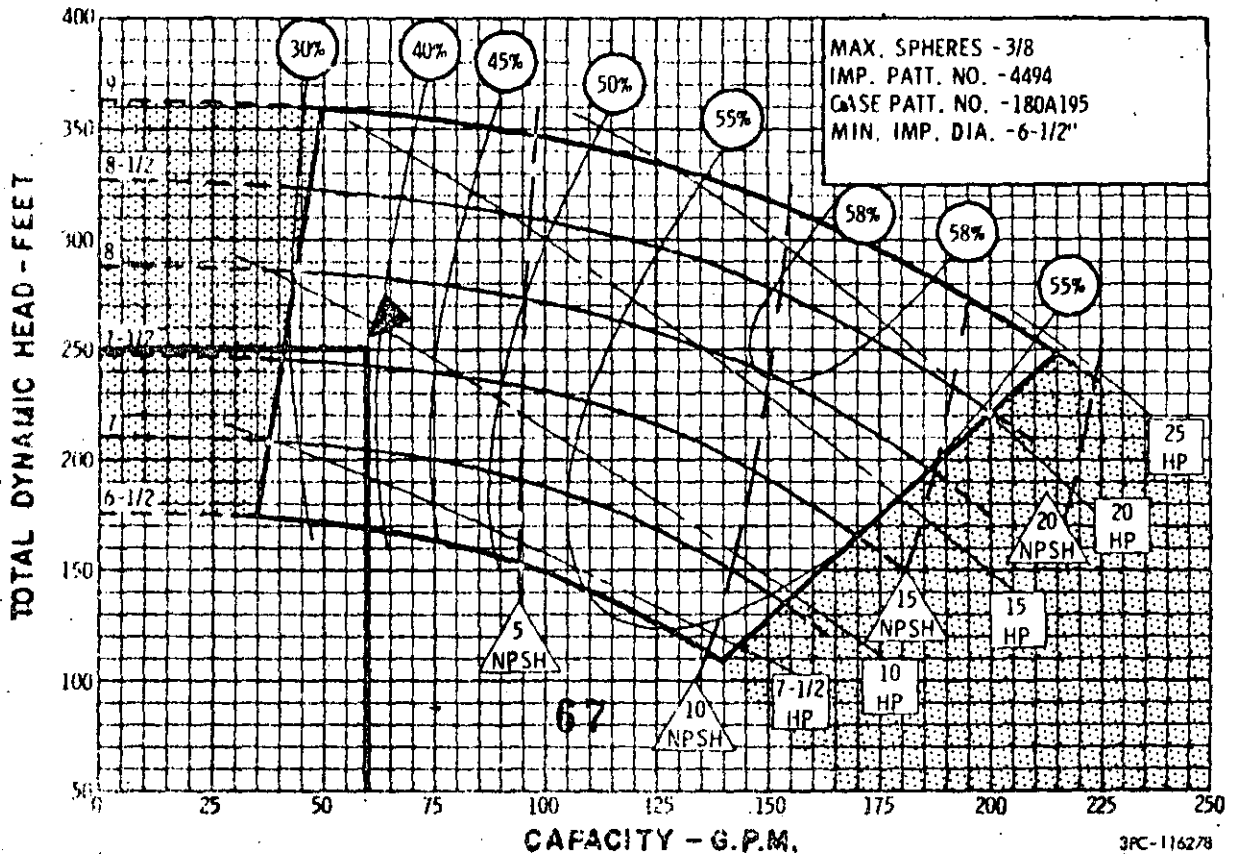 400
30%
40%
45%
50%
55%
58%
58%
55%
MAX. SPHERES - 3/8
IMP. PATT. NO. -4494
CASE PATT. NO. -180A195
MIN. IMP. DIA. -6-1/2"
TOTAL DYNAMIC HEAD - FEET
350
300
250
200
150
100
50
9
8-1/2
8
7-1/2
7
6-1/2
25
HP
20
HP
20
NPSH
15
HP
15
NPSH
10
HP
7-1/2
HP
10
NPSH
5
NPSH
67
0
25
50
75
100
125
150
175
200
225
250
CAPACITY - G.P.M.
3PC-116278